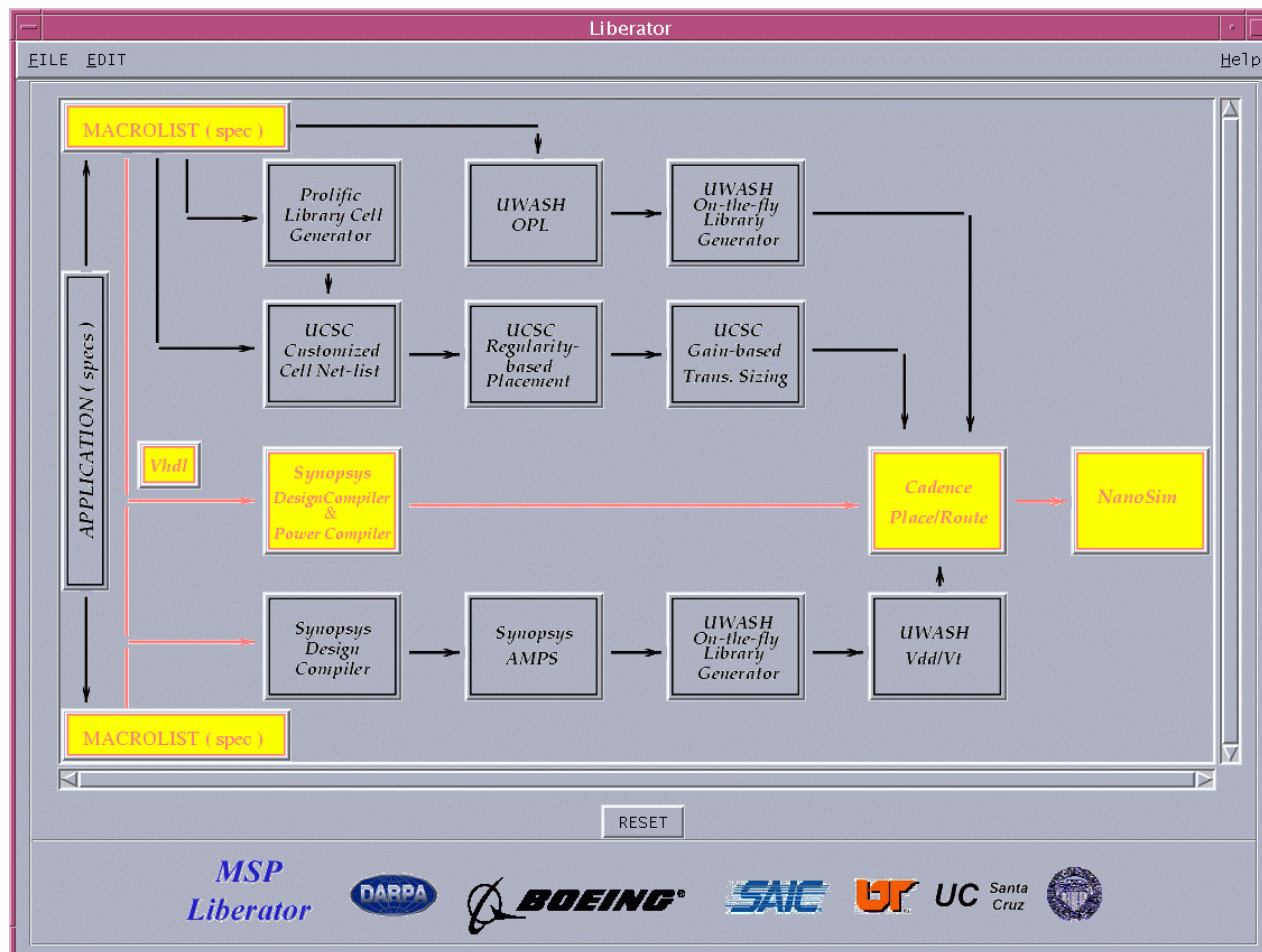 Liberator
FILE EDIT Help
MACROLIST ( spec )
Prolific
Library Cell
Generator
UWASH
OPL
UWASH
On-the-fly
Library
Generator
APPLICATION ( specs )
UCSC
Customized
Cell Net-list
UCSC
Regularity-
based
Placement
UCSC
Gain-based
Trans. Sizing
Vhdl
Synopsys
DesignCompiler
&
Power Compiler
Cadence
Place/Route
NanoSim
Synopsys
Design
Compiler
Synopsys
AMPS
UWASH
On-the-fly
Library
Generator
UWASH
Vdd/Vt
MACROLIST ( spec )
RESET
MSP
Liberator
DARPA
BOEING®
SAIC
UT
UC Santa
Cruz